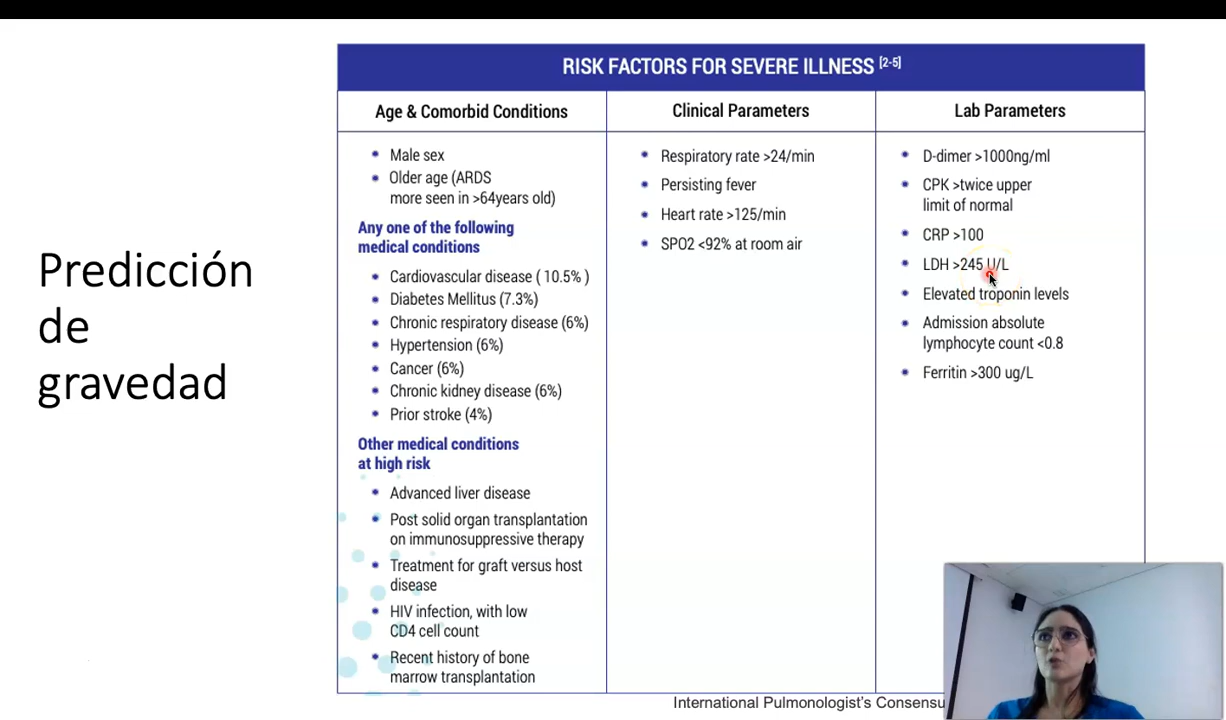 Predicción
de
gravedad
RISK FACTORS FOR SEVERE ILLNESS [2-5]
Age & Comorbid Conditions
Male sex
Older age (ARDS
more seen in >64years old)
Any one of the following
medical conditions
Cardiovascular disease ( 10.5% )
Diabetes Mellitus (7.3%)
Chronic respiratory disease (6%)
Hypertension (6%)
Cancer (6%)
Chronic kidney disease (6%)
Prior stroke (4%)
Other medical conditions
at high risk
Advanced liver disease
Post solid organ transplantation
on immunosuppressive therapy
Treatment for graft versus host
disease
HIV infection, with low
CD4 cell count
Recent history of bone
marrow transplantation
Clinical Parameters
Respiratory rate >24/min
Persisting fever
Heart rate >125/min
SPO2 <92% at room air
Lab Parameters
D-dimer >1000ng/ml
CPK >twice upper
limit of normal
CRP >100
LDH >245 U/L
Elevated troponin levels
Admission absolute
lymphocyte count <0.8
Ferritin >300 ug/L
International Pulmonologist's